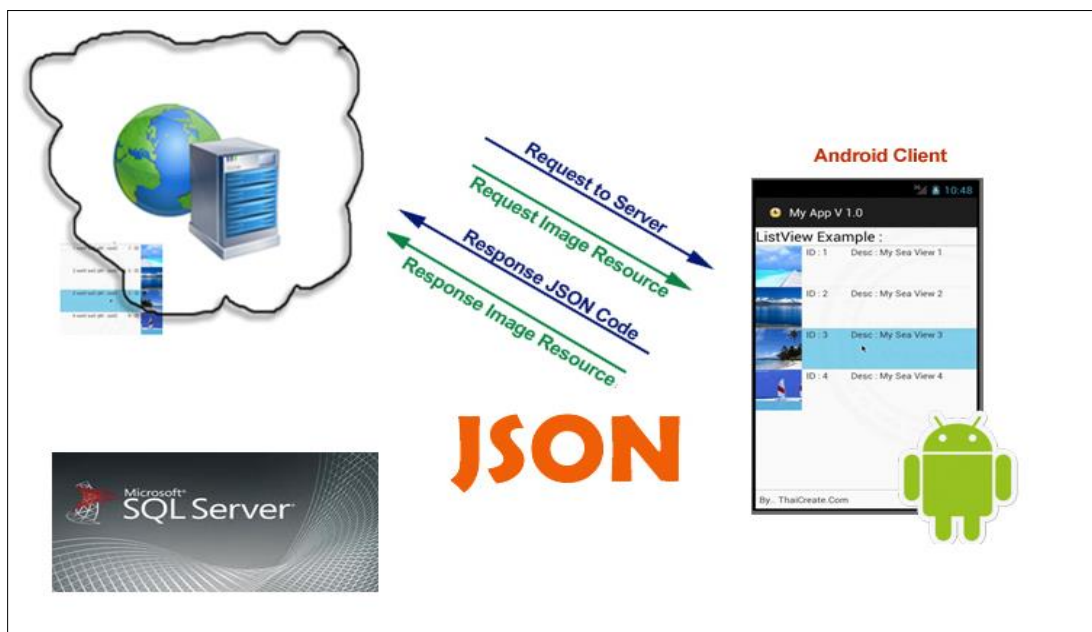 Request to Server
Request Image Resource
Response JSON Code
Response Image Resource
JSON
Microsoft
SQL Server
Android Client
10:48
My App V 1.0
ListView Example :
ID : 1 Desc : My Sea View 1
ID : 2 Desc : My Sea View 2
ID : 3 Desc : My Sea View 3
ID : 4 Desc : My Sea View 4
By.. ThaiCreate.Com